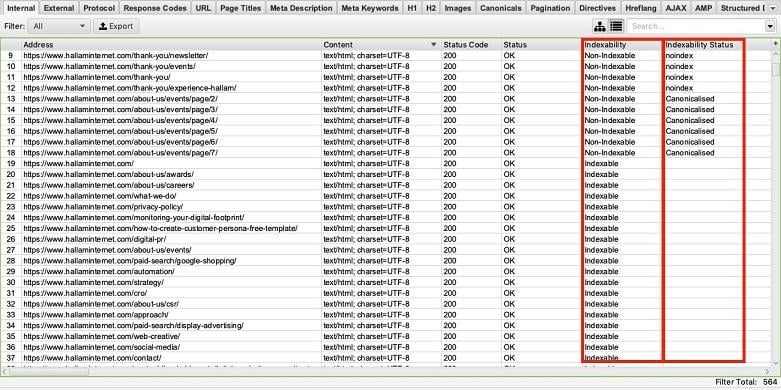 Internal External Protocol Response Codes URL Page Titles Meta Description Meta Keywords H1 H2 Images Canonicals Pagination Directives Hreflang AJAX AMP Structured D
Filter: All Export Search...
Address Content Status Code Status Indexability Indexability Status
9 https://www.hallaminternet.com/thank-you/newsletter/ text/html; charset=UTF-8 200 OK Non-Indexable noindex
10 https://www.hallaminternet.com/thank-you/events/ text/html; charset=UTF-8 200 OK Non-Indexable noindex
11 https://www.hallaminternet.com/thank-you/ text/html; charset=UTF-8 200 OK Non-Indexable noindex
12 https://www.hallaminternet.com/thank-you/experience-hallam/ text/html; charset=UTF-8 200 OK Non-Indexable noindex
13 https://www.hallaminternet.com/about-us/events/page/2/ text/html; charset=UTF-8 200 OK Non-Indexable Canonicalised
14 https://www.hallaminternet.com/about-us/events/page/3/ text/html; charset=UTF-8 200 OK Non-Indexable Canonicalised
15 https://www.hallaminternet.com/about-us/events/page/4/ text/html; charset=UTF-8 200 OK Non-Indexable Canonicalised
16 https://www.hallaminternet.com/about-us/events/page/5/ text/html; charset=UTF-8 200 OK Non-Indexable Canonicalised
17 https://www.hallaminternet.com/about-us/events/page/6/ text/html; charset=UTF-8 200 OK Non-Indexable Canonicalised
18 https://www.hallaminternet.com/about-us/events/page/7/ text/html; charset=UTF-8 200 OK Non-Indexable Canonicalised
19 https://www.hallaminternet.com/ text/html; charset=UTF-8 200 OK Indexable
20 https://www.hallaminternet.com/about-us/awards/ text/html; charset=UTF-8 200 OK Indexable
21 https://www.hallaminternet.com/about-us/careers/ text/html; charset=UTF-8 200 OK Indexable
22 https://www.hallaminternet.com/what-we-do/ text/html; charset=UTF-8 200 OK Indexable
23 https://www.hallaminternet.com/privacy-policy/ text/html; charset=UTF-8 200 OK Indexable
24 https://www.hallaminternet.com/monitoring-your-digital-footprint/ text/html; charset=UTF-8 200 OK Indexable
25 https://www.hallaminternet.com/how-to-create-customer-persona-free-template/ text/html; charset=UTF-8 200 OK Indexable
26 https://www.hallaminternet.com/digital-pr/ text/html; charset=UTF-8 200 OK Indexable
27 https://www.hallaminternet.com/about-us/events/ text/html; charset=UTF-8 200 OK Indexable
28 https://www.hallaminternet.com/paid-search/google-shopping/ text/html; charset=UTF-8 200 OK Indexable
29 https://www.hallaminternet.com/automation/ text/html; charset=UTF-8 200 OK Indexable
30 https://www.hallaminternet.com/strategy/ text/html; charset=UTF-8 200 OK Indexable
31 https://www.hallaminternet.com/cro/ text/html; charset=UTF-8 200 OK Indexable
32 https://www.hallaminternet.com/about-us/csr/ text/html; charset=UTF-8 200 OK Indexable
33 https://www.hallaminternet.com/approach/ text/html; charset=UTF-8 200 OK Indexable
34 https://www.hallaminternet.com/paid-search/display-advertising/ text/html; charset=UTF-8 200 OK Indexable
35 https://www.hallaminternet.com/web-creative/ text/html; charset=UTF-8 200 OK Indexable
36 https://www.hallaminternet.com/social-media/ text/html; charset=UTF-8 200 OK Indexable
37 https://www.hallaminternet.com/contact/ text/html; charset=UTF-8 200 OK Indexable
Filter Total: 564